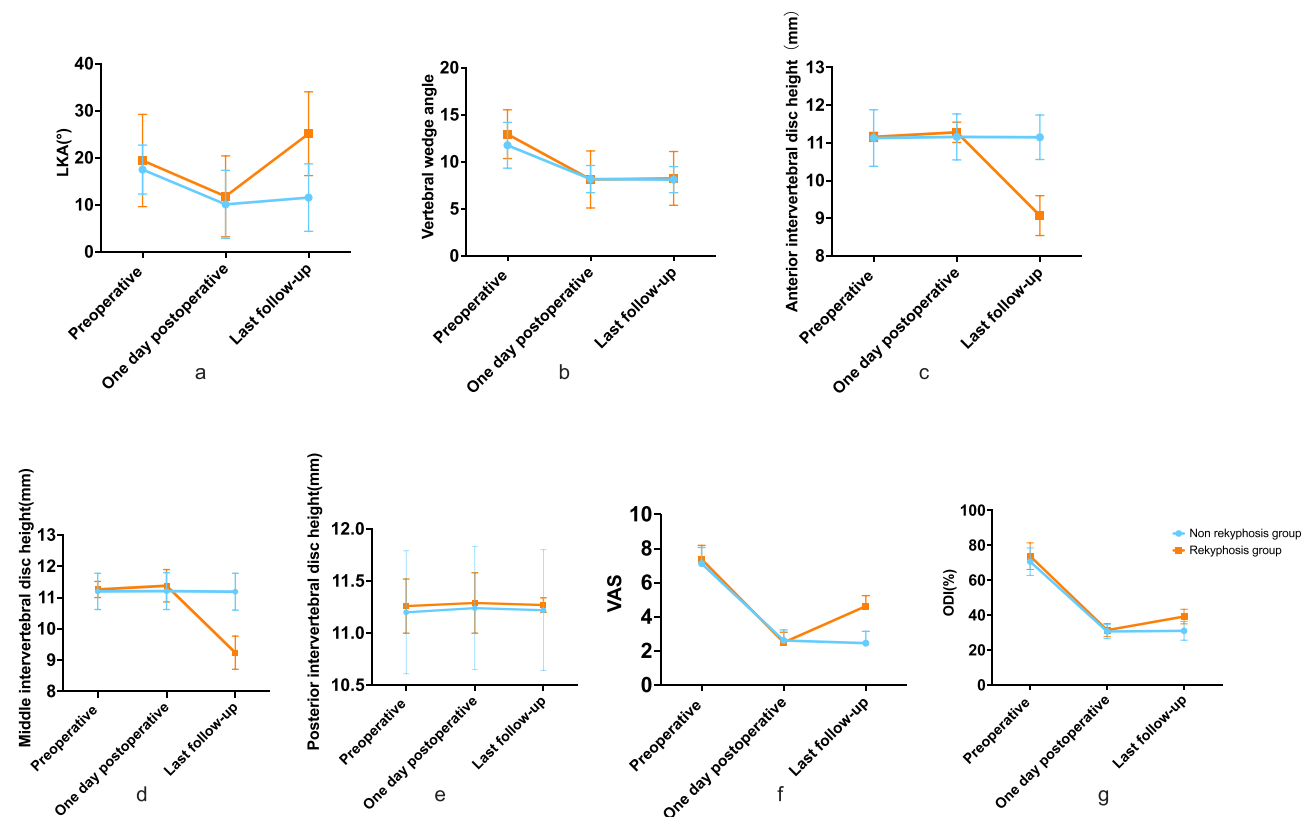 LKA(°)
40
30
20
10
0
Preoperative
One day postoperative
Last follow-up
a
Vertebral wedge angle
20
15
10
5
0
Preoperative
One day postoperative
Last follow-up
b
Anterior intervertebral disc height（mm）
13
12
11
10
9
8
Preoperative
One day postoperative
Last follow-up
c
Middle intervertebral disc height(mm)
13
12
11
10
9
8
Preoperative
One day postoperative
Last follow-up
d
Posterior intervertebral disc height(mm)
12.0
11.5
11.0
10.5
Preoperative
One day postoperative
Last follow-up
e
VAS
10
8
6
4
2
0
Preoperative
One day postoperative
Last follow-up
f
ODI(%)
100
80
60
40
20
0
Preoperative
One day postoperative
Last follow-up
g
Non rekyphosis group
Rekyphosis group